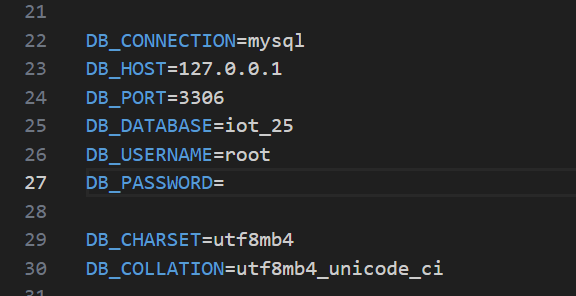 21
22 DB_CONNECTION=mysql
23 DB_HOST=127.0.0.1
24 DB_PORT=3306
25 DB_DATABASE=iot_25
26 DB_USERNAME=root
27 DB_PASSWORD=
28
29 DB_CHARSET=utf8mb4
30 DB_COLLATION=utf8mb4_unicode_ci
31